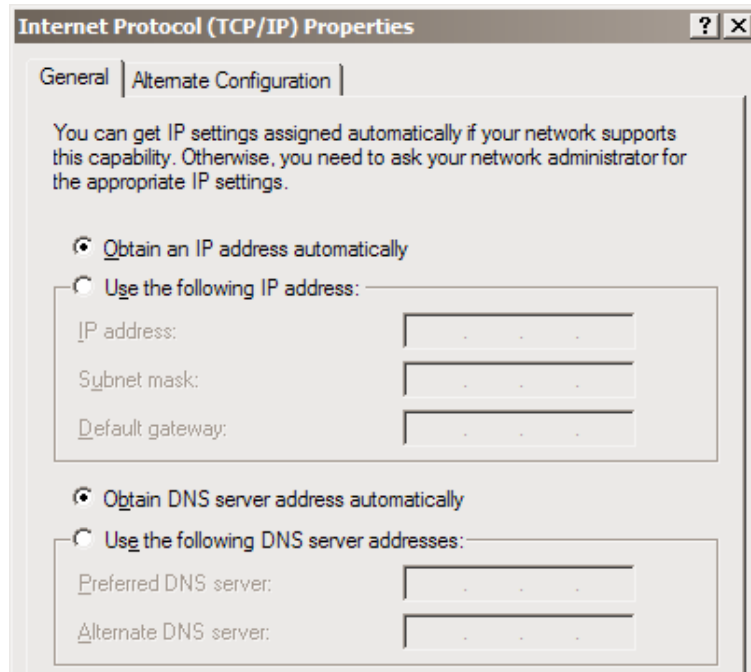 Internet Protocol (TCP/IP) Properties
General
Alternate Configuration
You can get IP settings assigned automatically if your network supports
this capability. Otherwise, you need to ask your network administrator for
the appropriate IP settings.
Obtain an IP address automatically
Use the following IP address:
IP address:
Subnet mask:
Default gateway:
Obtain DNS server address automatically
Use the following DNS server addresses:
Preferred DNS server:
Alternate DNS server: